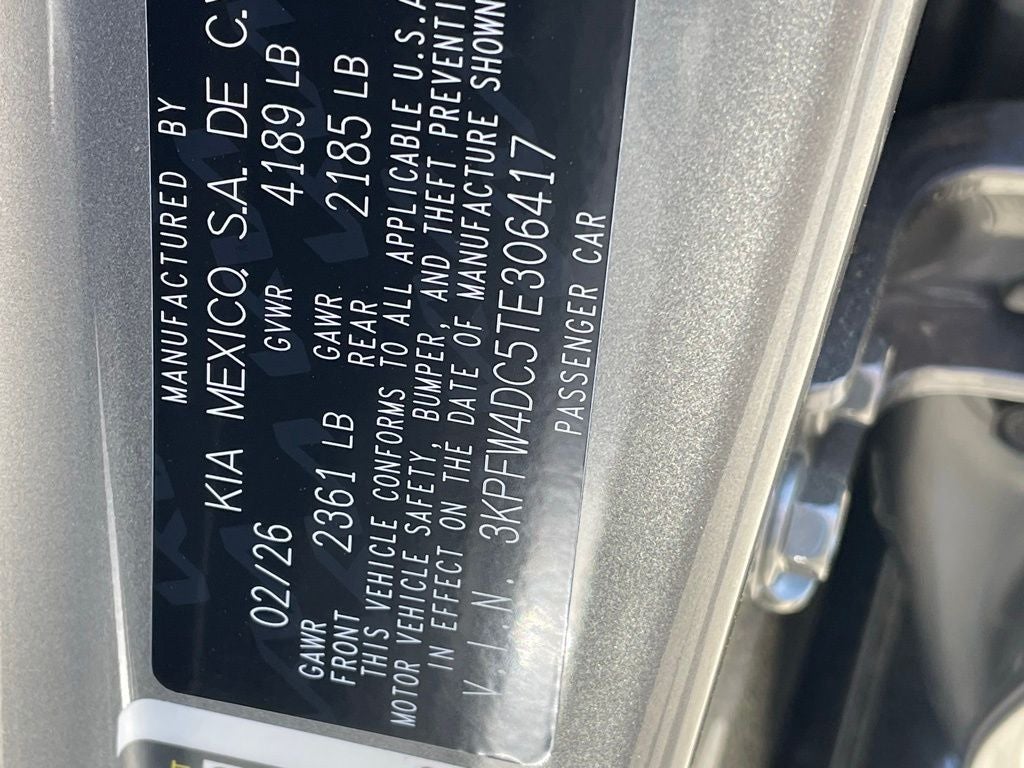 MANUFACTURED BY
KIA MEXICO, S.A. DE C.V
02/26 GVWR 4189 LB
GAWR FRONT 2361 LB GAWR REAR 2185 LB
THIS VEHICLE CONFORMS TO ALL APPLICABLE U.S.A
MOTOR VEHICLE SAFETY, BUMPER, AND THEFT PREVENTI
IN EFFECT ON THE DATE OF MANUFACTURE SHOWN
V.I.N. 3KPFW4DC5TE306417
PASSENGER CAR